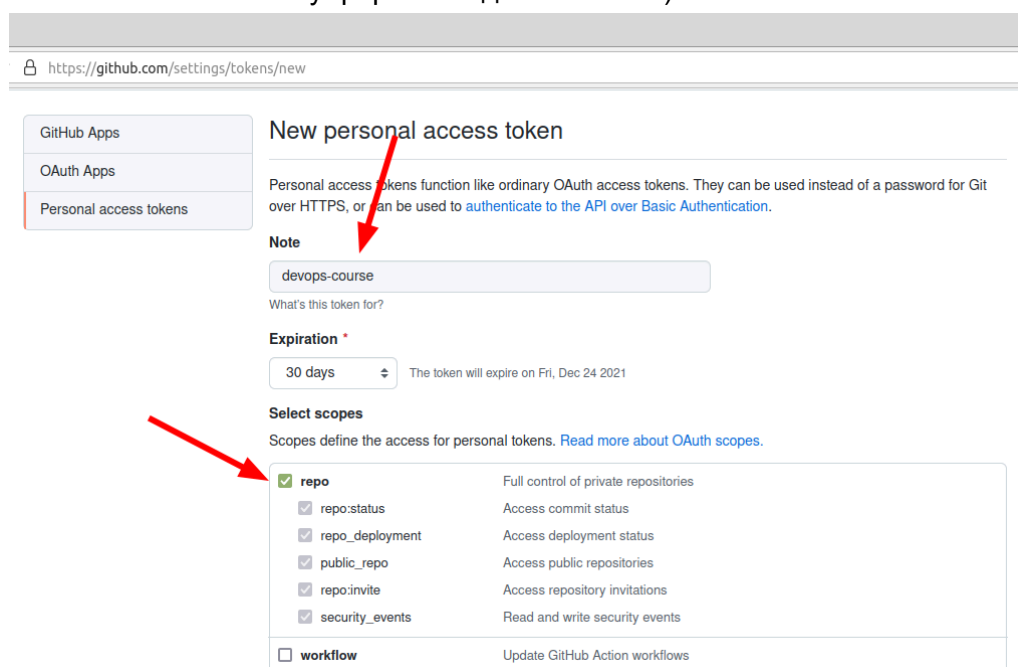 https://github.com/settings/tokens/new
GitHub Apps
OAuth Apps
Personal access tokens
New personal access token
Personal access tokens function like ordinary OAuth access tokens. They can be used instead of a password for Git
over HTTPS, or can be used to authenticate to the API over Basic Authentication.
Note
devops-course
What's this token for?
Expiration *
30 days The token will expire on Fri, Dec 24 2021
Select scopes
Scopes define the access for personal tokens. Read more about OAuth scopes.
repo Full control of private repositories
repo:status Access commit status
repo_deployment Access deployment status
public_repo Access public repositories
repo:invite Access repository invitations
security_events Read and write security events
workflow Update GitHub Action workflows